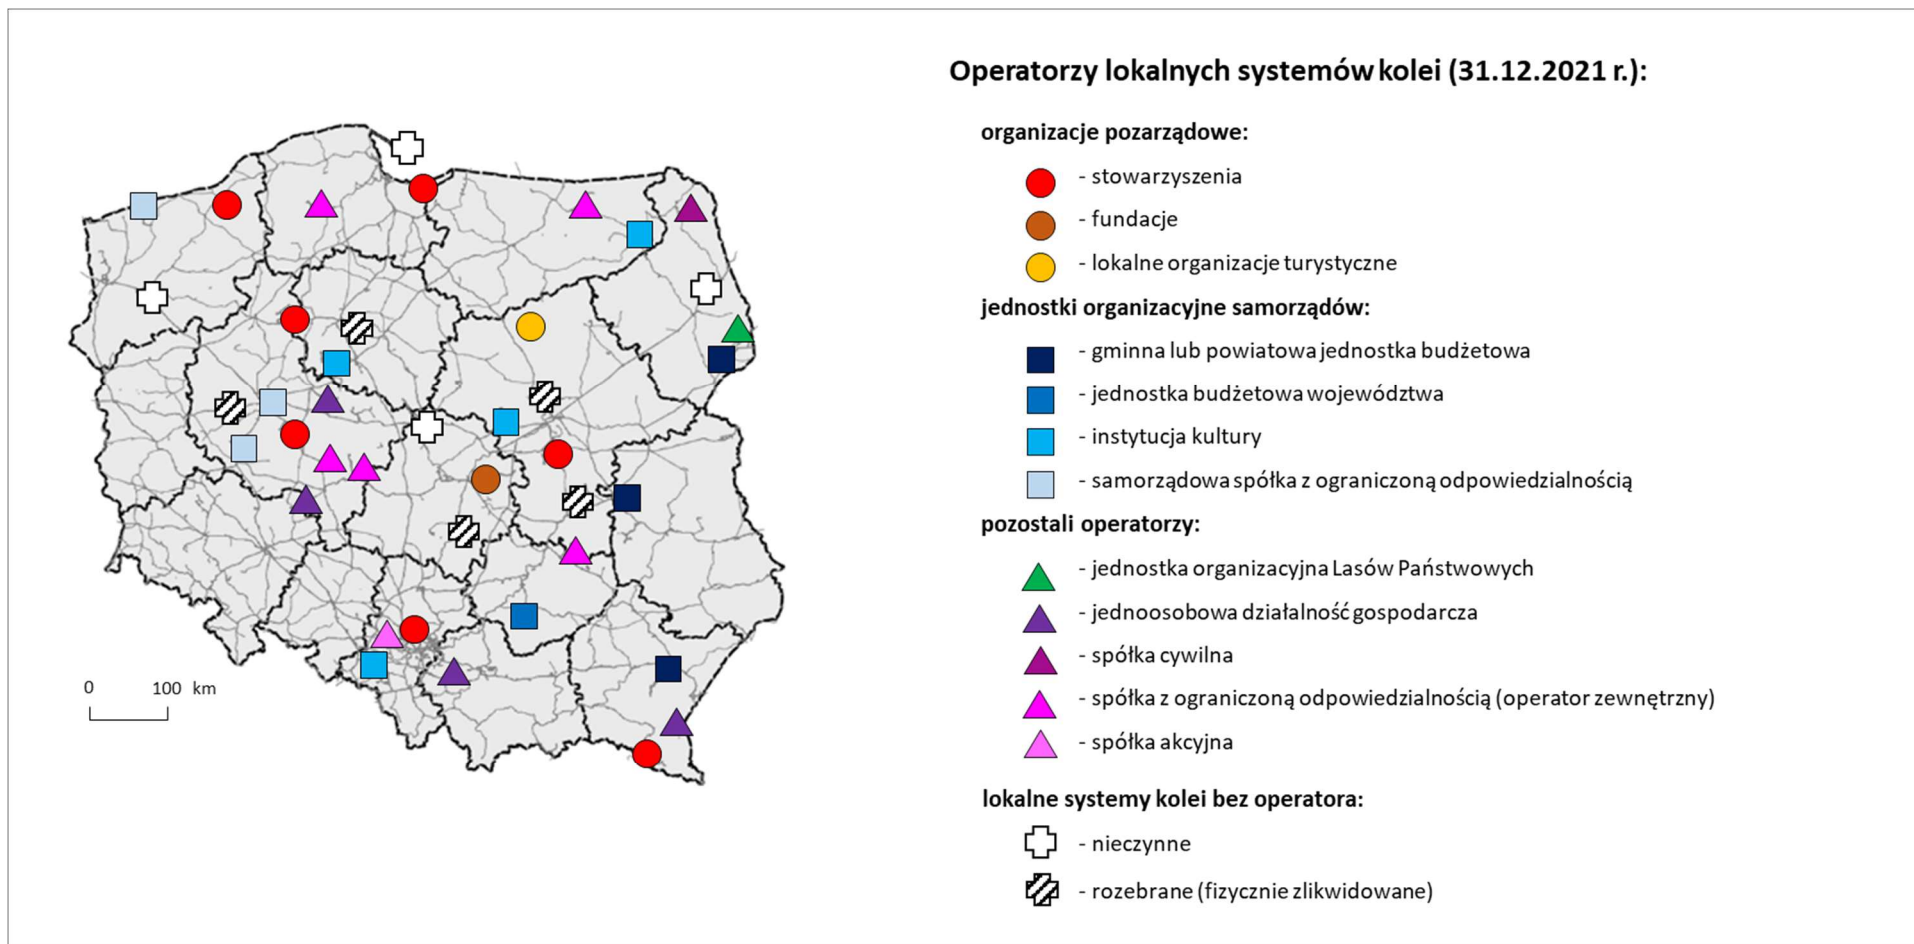 Operatorzy lokalnych systemów kolei (31.12.2021 r.):
organizacje pozarządowe:
- stowarzyszenia
- fundacje
- lokalne organizacje turystyczne
jednostki organizacyjne samorządów:
- gminna lub powiatowa jednostka budżetowa
- jednostka budżetowa województwa
- instytucja kultury
- samorządowa spółka z ograniczoną odpowiedzialnością
pozostali operatorzy:
- jednostka organizacyjna Lasów Państwowych
- jednoosobowa działalność gospodarcza
- spółka cywilna
- spółka z ograniczoną odpowiedzialnością (operator zewnętrzny)
- spółka akcyjna
lokalne systemy kolei bez operatora:
- nieczynne
- rozebrane (fizycznie zlikwidowane)
0 100 km